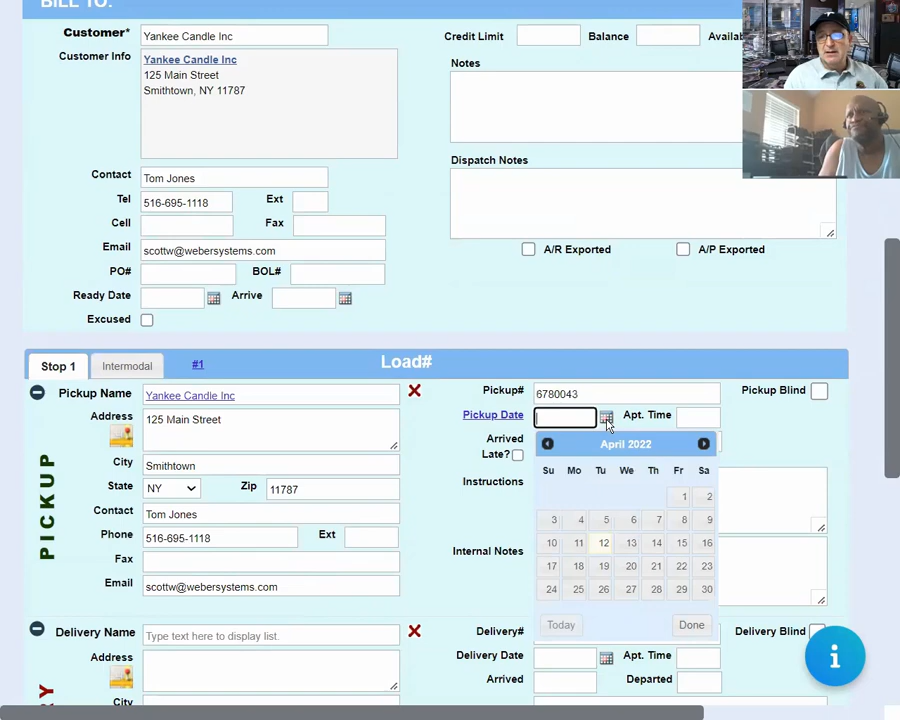 BILL TO:
Customer* Yankee Candle Inc Credit Limit Balance Availa
Customer Info Yankee Candle Inc Notes
125 Main Street
Smithtown, NY 11787
Dispatch Notes
Contact Tom Jones
Tel 516-695-1118 Ext
Cell Fax
Email scottw@webersystems.com A/R Exported A/P Exported
PO# BOL#
Ready Date Arrive
Excused
Stop 1 Intermodal #1 Load#
Pickup Name Yankee Candle Inc Pickup# 6780043 Pickup Blind
Address 125 Main Street Pickup Date Apt. Time
Arrived
Late?
April 2022
City Smithtown
Su Mo Tu We Th Fr Sa
State NY Zip 11787 Instructions
1 2
Contact Tom Jones
3 4 5 6 7 8 9
Phone 516-695-1118 Ext
10 11 12 13 14 15 16
Internal Notes
Fax
17 18 19 20 21 22 23
Email scottw@webersystems.com
24 25 26 27 28 29 30
PICKUP
Today Done
Delivery Name Type text here to display list. Delivery# Delivery Blind
Address Delivery Date Apt. Time
Arrived Departed
City
RY
i